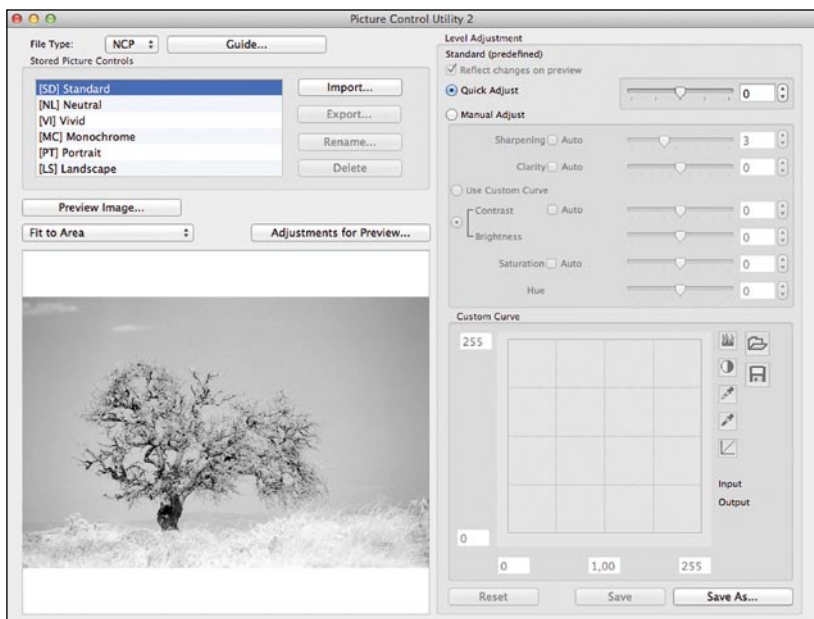 Picture Control Utility 2
File Type: NCP Guide...
Stored Picture Controls
[SD] Standard
[NL] Neutral
[VI] Vivid
[MC] Monochrome
[PT] Portrait
[LS] Landscape
Import...
Export...
Rename...
Delete
Preview Image...
Fit to Area
Adjustments for Preview...
Level Adjustment
Standard (predefined)
Reflect changes on preview
Quick Adjust 0
Manual Adjust
Sharpening Auto 3
Clarity Auto 0
Use Custom Curve
Contrast Auto 0
Brightness 0
Saturation Auto 0
Hue 0
Custom Curve
255
0
0 1,00 255
Input
Output
Reset Save Save As...